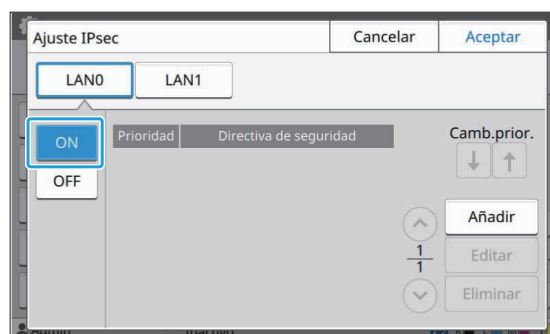 Ajuste IPsec
Cancelar
Aceptar
LAN0
LAN1
ON
OFF
Prioridad
Directiva de seguridad
Camb.prior.
1
1
Añadir
Editar
Eliminar